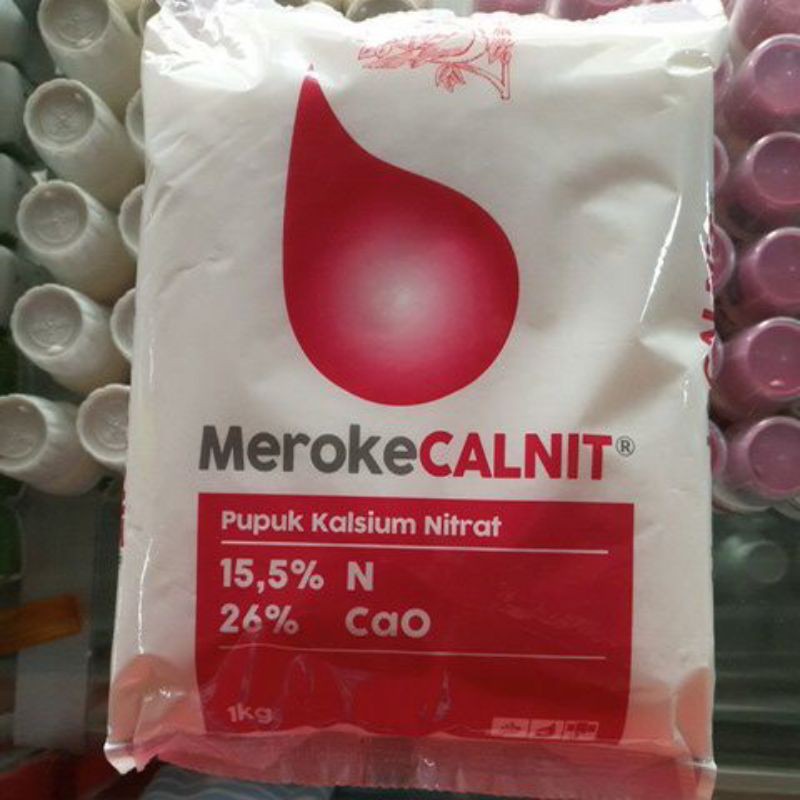 MerokeCALNIT®
Pupuk Kalsium Nitrat
15,5% N
26% CaO
1kg